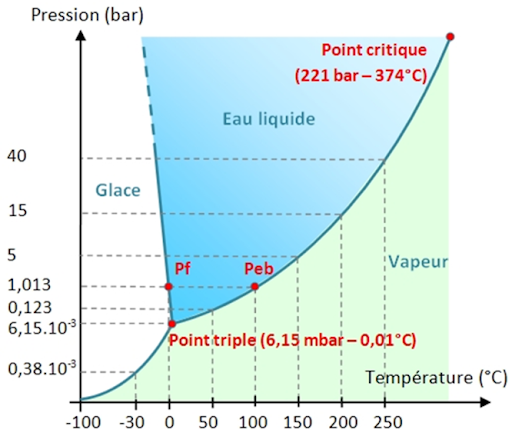 Pression (bar)
Point critique
(221 bar – 374°C)
Eau liquide
40
Glace
15
5
Vapeur
Pf
Peb
1,013
0,123
6,15.10-³
Point triple (6,15 mbar – 0,01°C)
0,38.10-³
Température (°C)
-100 -30 0 50 100 150 200 250